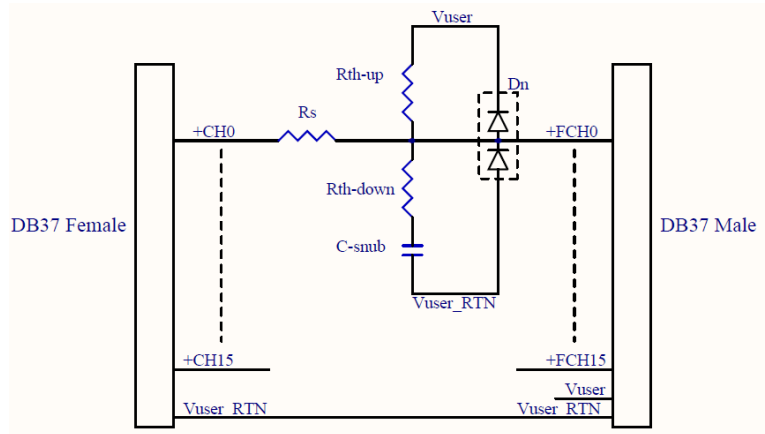 Vuser
Rth-up
Dn
Rs
+CH0
+FCH0
Rth-down
DB37 Female
DB37 Male
C-snub
Vuser_RTN
+CH15
+FCH15
Vuser
Vuser_RTN
Vuser_RTN